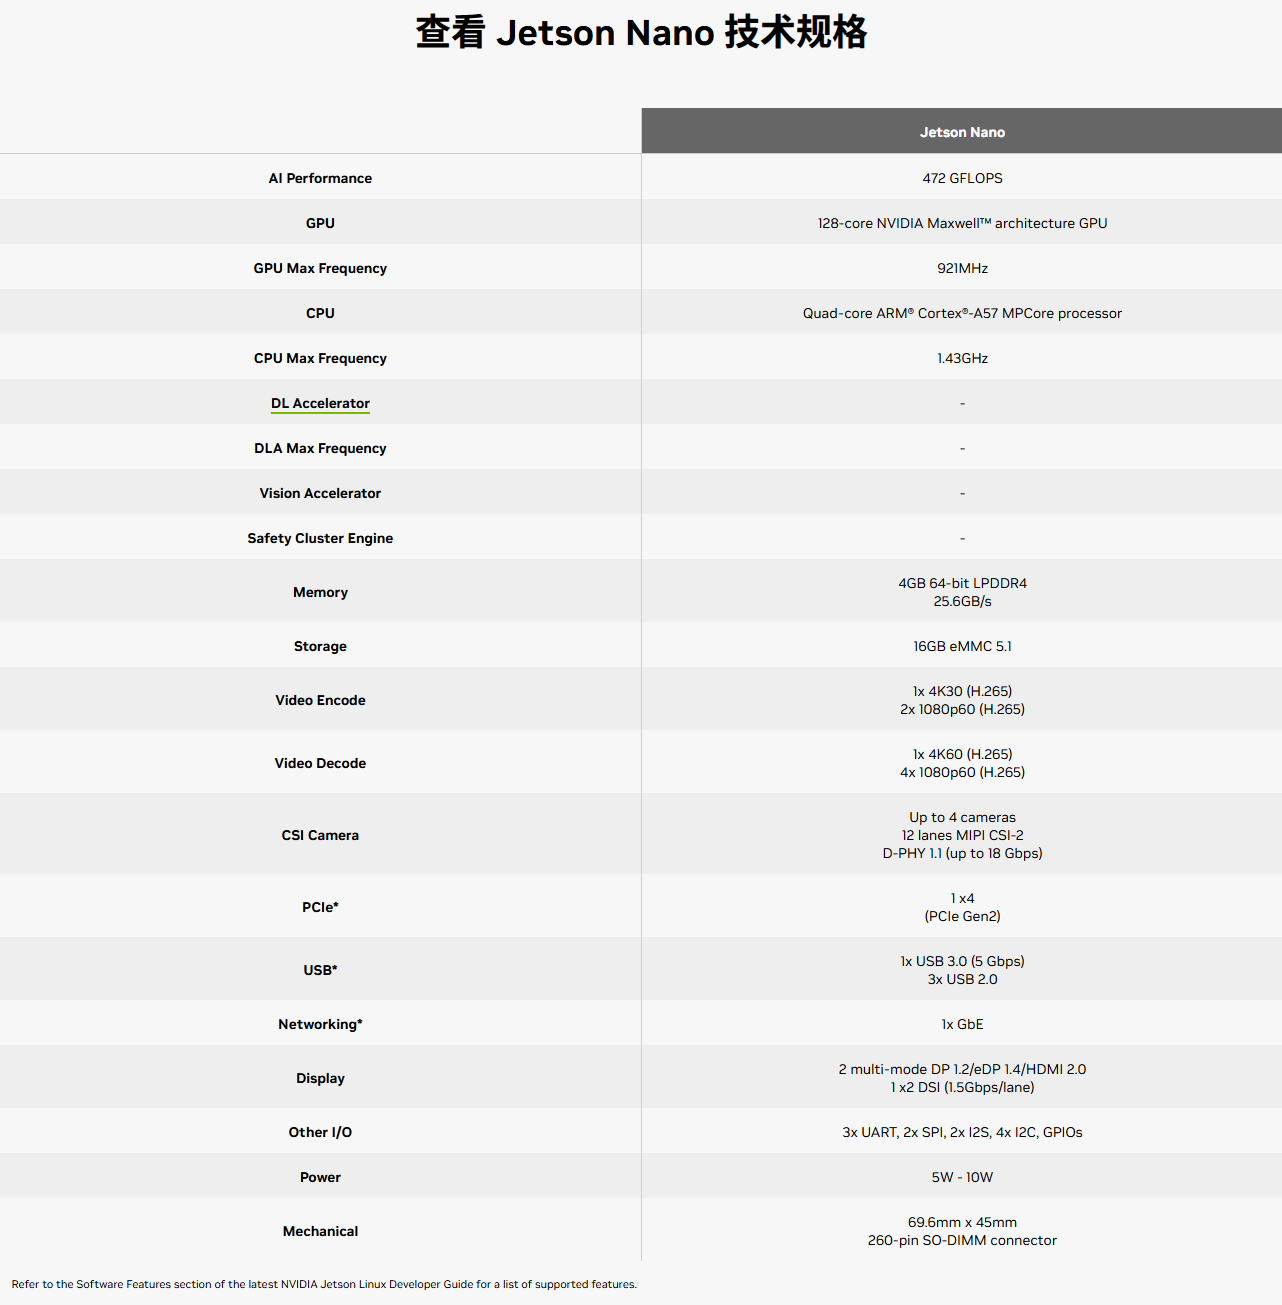 查看 Jetson Nano 技术规格
Jetson Nano
AI Performance
472 GFLOPS
GPU
128-core NVIDIA Maxwell™ architecture GPU
GPU Max Frequency
921MHz
CPU
Quad-core ARM® Cortex®-A57 MPCore processor
CPU Max Frequency
1.43GHz
DL Accelerator
-
DLA Max Frequency
-
Vision Accelerator
-
Safety Cluster Engine
-
Memory
4GB 64-bit LPDDR4
25.6GB/s
Storage
16GB eMMC 5.1
Video Encode
1x 4K30 (H.265)
2x 1080p60 (H.265)
Video Decode
1x 4K60 (H.265)
4x 1080p60 (H.265)
CSI Camera
Up to 4 cameras
12 lanes MIPI CSI-2
D-PHY 1.1 (up to 18 Gbps)
PCIe*
1 x4
(PCIe Gen2)
USB*
1x USB 3.0 (5 Gbps)
3x USB 2.0
Networking*
1x GbE
Display
2 multi-mode DP 1.2/eDP 1.4/HDMI 2.0
1 x2 DSI (1.5Gbps/lane)
Other I/O
3x UART, 2x SPI, 2x I2S, 4x I2C, GPIOs
Power
5W - 10W
Mechanical
69.6mm x 45mm
260-pin SO-DIMM connector
Refer to the Software Features section of the latest NVIDIA Jetson Linux Developer Guide for a list of supported features.